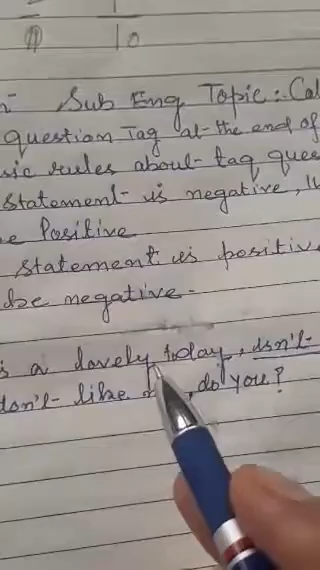 10
Sub Eng Topic :-
question Tag at the end of
rules about tag
statement is negative,
Positive
statement is positive
be negative.
is a lovely today, isn't
don't like , do you?